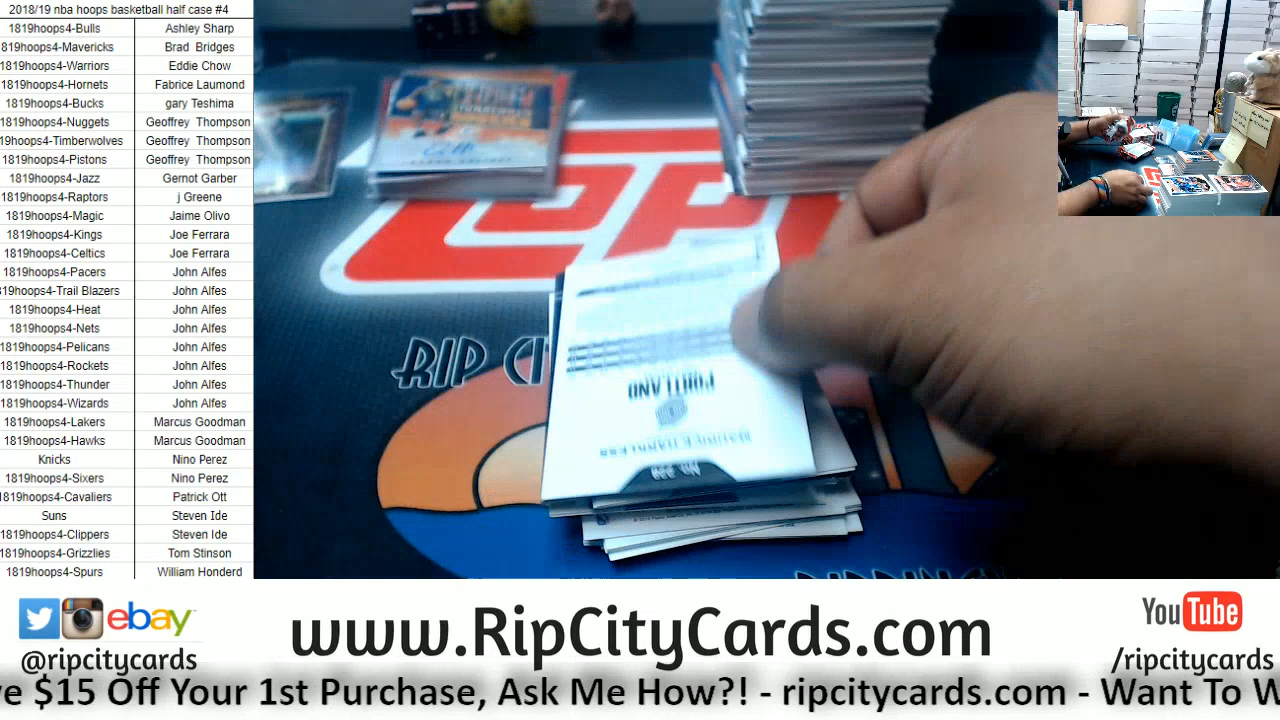 2018/19 nba hoops basketball half case #4
1819hoops4-Bulls Ashley Sharp
819hoops4-Mavericks Brad Bridges
1819hoops4-Warriors Eddie Chow
1819hoops4-Hornets Fabrice Laumond
1819hoops4-Bucks gary Teshima
1819hoops4-Nuggets Geoffrey Thompson
819hoops4-Timberwolves Geoffrey Thompson
1819hoops4-Pistons Geoffrey Thompson
1819hoops4-Jazz Gernot Garber
1819hoops4-Raptors j Greene
1819hoops4-Magic Jaime Olivo
1819hoops4-Kings Joe Ferrara
1819hoops4-Celtics Joe Ferrara
1819hoops4-Pacers John Alfes
819hoops4-Trail Blazers John Alfes
1819hoops4-Heat John Alfes
1819hoops4-Nets John Alfes
1819hoops4-Pelicans John Alfes
1819hoops4-Rockets John Alfes
1819hoops4-Thunder John Alfes
1819hoops4-Wizards John Alfes
1819hoops4-Lakers Marcus Goodman
1819hoops4-Hawks Marcus Goodman
Knicks Nino Perez
1819hoops4-Sixers Nino Perez
1819hoops4-Cavaliers Patrick Ott
Suns Steven Ide
1819hoops4-Clippers Steven Ide
1819hoops4-Grizzlies Tom Stinson
1819hoops4-Spurs William Honderd
RIP CI
PORTLAND
MAURICE HARKLESS
ebay
@ripcitycards
www.RipCityCards.com
YouTube
/ripcitycards
ve $15 Off Your 1st Purchase, Ask Me How?! - ripcitycards.com - Want To W